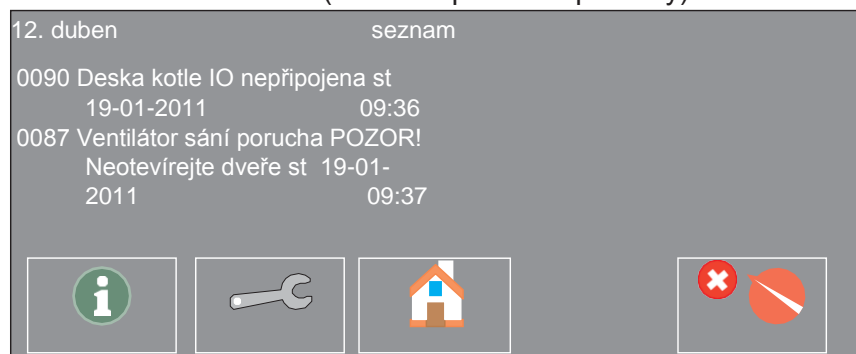 12. duben seznam
0090 Deska kotle IO nepřipojena st
19-01-2011 09:36
0087 Ventilátor sání porucha POZOR!
Neotevírejte dveře st 19-01-
2011 09:37